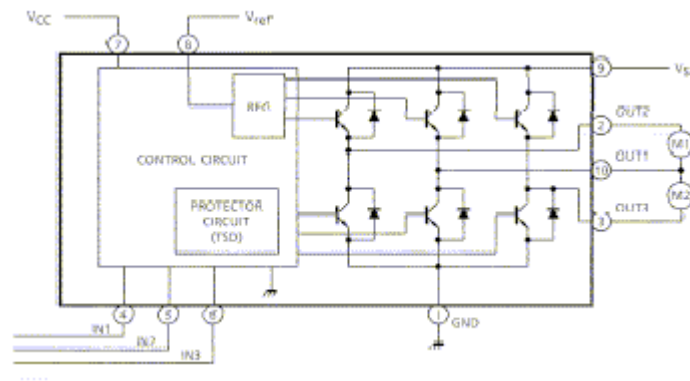 VCC
Vref
7
8
9
VS
REG
2
OUT2
M1
CONTROL CIRCUIT
10
OUT1
M2
PROTECTOR
CIRCUIT
(TSD)
3
OUT3
4
5
6
1
GND
IN1
IN2
IN3